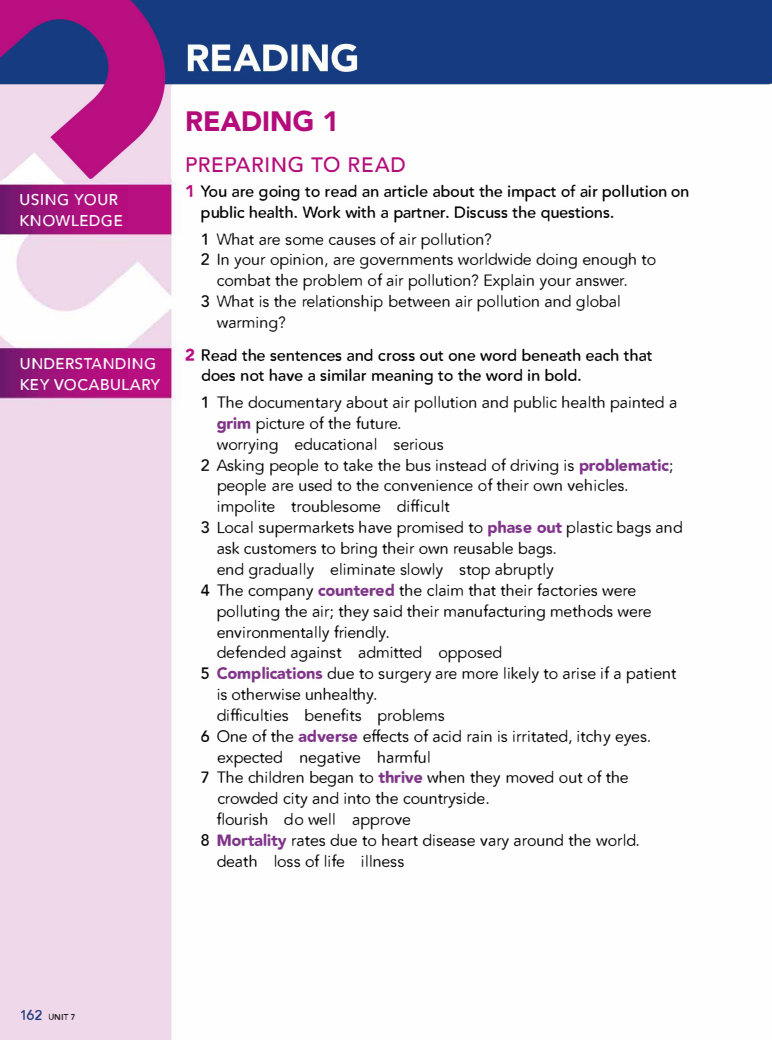 READING
READING 1
PREPARING TO READ
USING YOUR
KNOWLEDGE
1 You are going to read an article about the impact of air pollution on
public health. Work with a partner. Discuss the questions.
1 What are some causes of air pollution?
2 In your opinion, are governments worldwide doing enough to
combat the problem of air pollution? Explain your answer.
3 What is the relationship between air pollution and global
warming?
UNDERSTANDING
KEY VOCABULARY
2 Read the sentences and cross out one word beneath each that
does not have a similar meaning to the word in bold.
1 The documentary about air pollution and public health painted a
grim picture of the future.
worrying educational serious
2 Asking people to take the bus instead of driving is problematic;
people are used to the convenience of their own vehicles.
impolite troublesome difficult
3 Local supermarkets have promised to phase out plastic bags and
ask customers to bring their own reusable bags.
end gradually eliminate slowly stop abruptly
4 The company countered the claim that their factories were
polluting the air; they said their manufacturing methods were
environmentally friendly.
defended against admitted opposed
5 Complications due to surgery are more likely to arise if a patient
is otherwise unhealthy.
difficulties benefits problems
6 One of the adverse effects of acid rain is irritated, itchy eyes.
expected negative harmful
7 The children began to thrive when they moved out of the
crowded city and into the countryside.
flourish do well approve
8 Mortality rates due to heart disease vary around the world.
death loss of life illness
162 UNIT 7